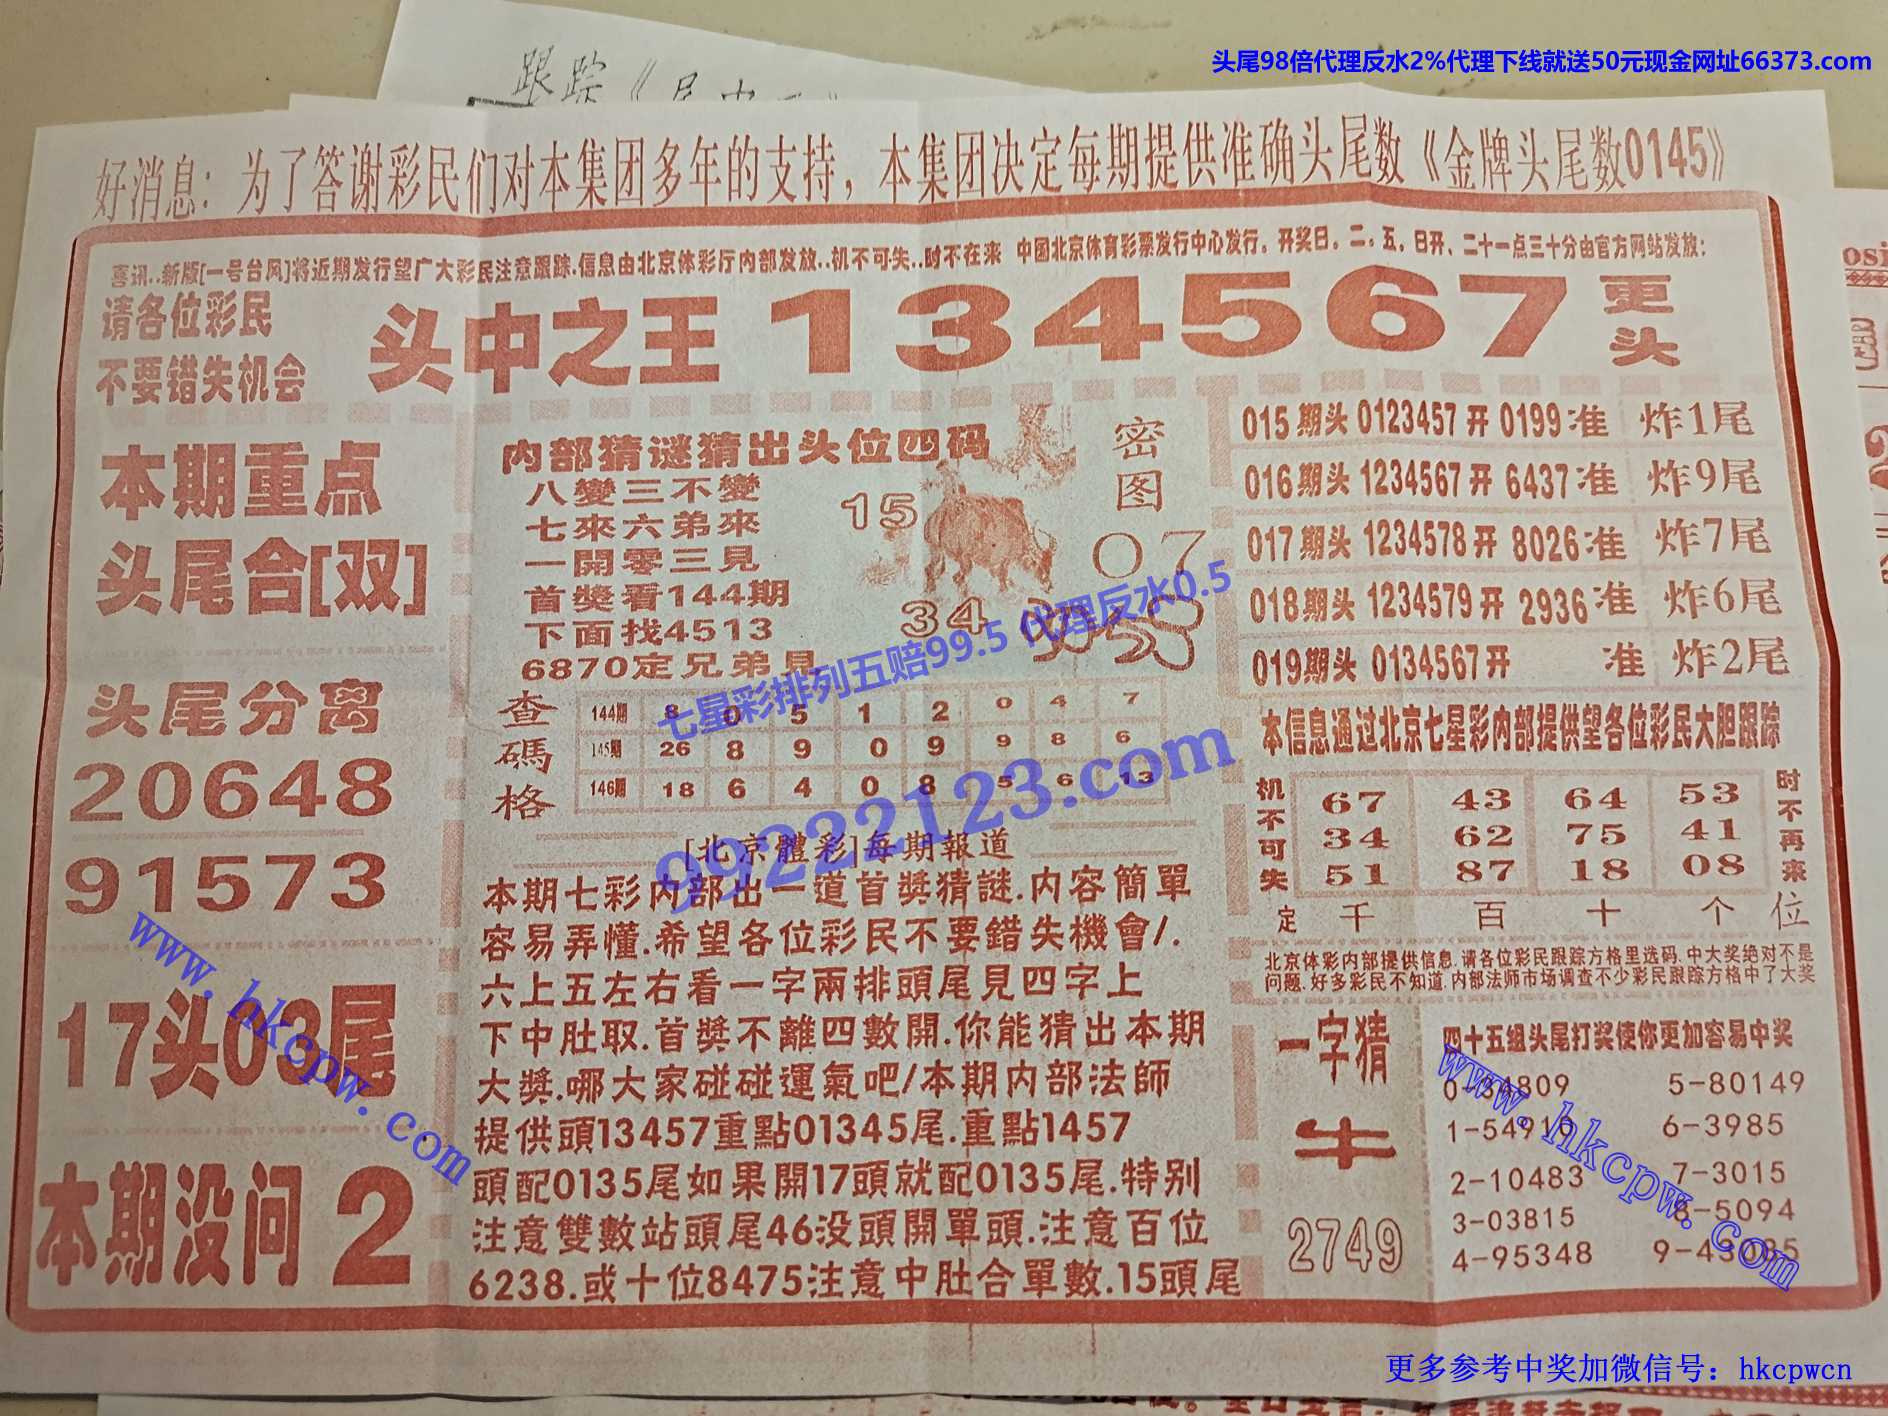 头尾98倍代理反水2%代理下线就送50元现金网址66373.com
跟踪《
好消息：为了答谢彩民们对本集团多年的支持，本集团决定每期提供准确头尾数《金牌头尾数0145》
喜讯..新版[一号台风]将近期发行望广大彩民注意跟踪.信息由北京体彩厅内部发放..机不可失..时不在来 中国北京体育彩票发行中心发行。开奖日。二。五。日开、二十一点三十分由官方网站发放：
请各位彩民
不要错失机会
头中之王 134567 更头
本期重点
头尾合[双]
头尾分离
20648
91573
17头03尾
本期没问 2
内部猜谜猜出头位四码
八變三不變
七來六弟來
一開零三見
首獎看144期
下面找4513
6870定兄弟見
15
34
密图
07
查碼格
144期 8 0 5 1 2 0 4 7
145期 26 8 9 0 9 9 8 6
146期 18 6 4 0 8 5 6 13
[北京體彩]每期報道
本期七彩内部出一道首獎猜謎.内容簡單
容易弄懂.希望各位彩民不要錯失機會/.
六上五左右看一字兩排頭尾見四字上
下中肚取.首獎不離四數開.你能猜出本期
大獎.哪大家碰碰運氣吧/本期内部法師
提供頭13457重點01345尾.重點1457
頭配0135尾如果開17頭就配0135尾.特别
注意雙數站頭尾46没頭開單頭.注意百位
6238.或十位8475注意中肚合單數.15頭尾
015期头 0123457开 0199准 炸1尾
016期头 1234567开 6437准 炸9尾
017期头 1234578开 8026准 炸7尾
018期头 1234579开 2936准 炸6尾
019期头 0134567开 准 炸2尾
本信息通过北京七星彩内部提供望各位彩民大胆跟踪
机不可失
67 43 64 53
34 62 75 41
51 87 18 08
时不再来
定 千 百 十 个 位
北京体彩内部提供信息.请各位彩民跟踪方格里选码.中大奖绝对不是
问题.好多彩民不知道.内部法师市场调查不少彩民跟踪方格中了大奖
一字猜
牛
2749
四十五组头尾打奖使你更加容易中奖
5-80149
6-3985
2-10483 7-3015
3-03815 8-5094
4-95348
七星彩排列五赔99.5 代理反水0.5
99222123.com
www.hkcpw.com
www.hkcpw.com
更多参考中奖加微信号：hkcpwcn